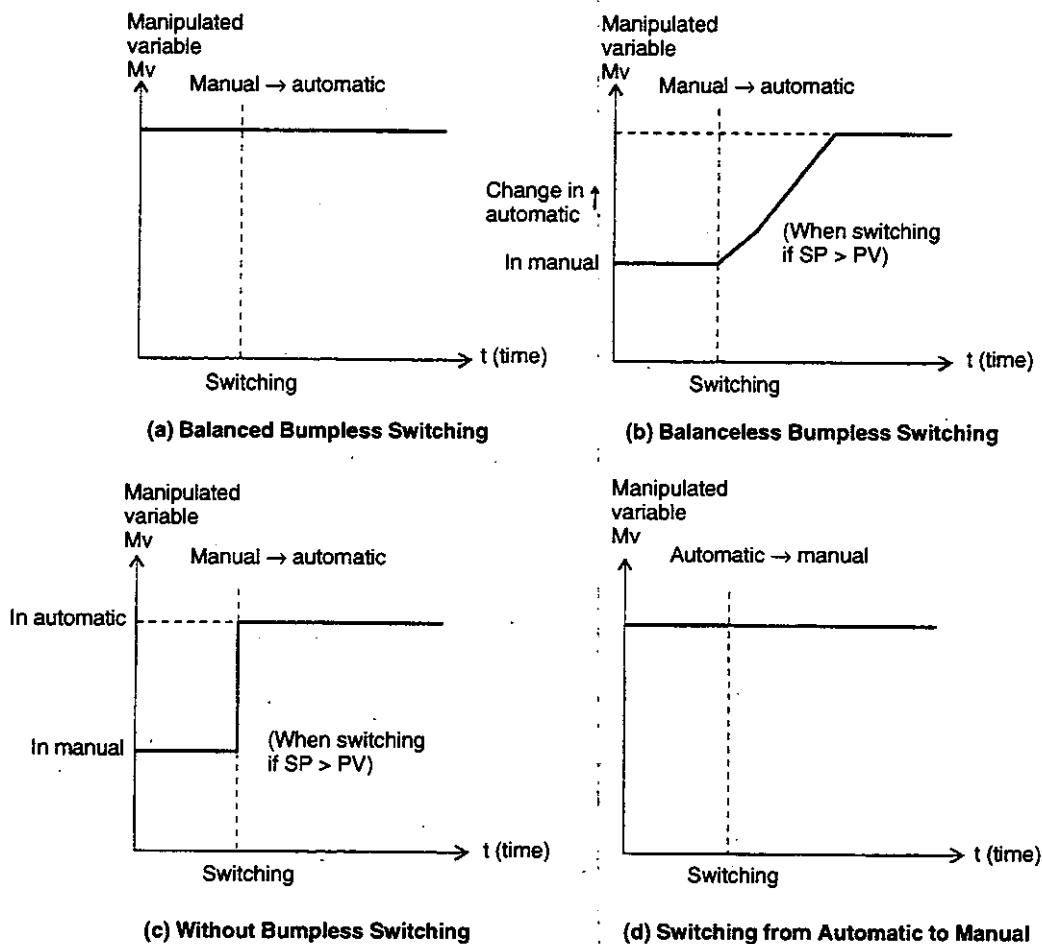 Manipulated
variable
Mv
Manual → automatic
t (time)
Switching
(a) Balanced Bumpless Switching
Manipulated
variable
Mv
Manual → automatic
Change in
automatic
In manual
(When switching
if SP > PV)
t (time)
Switching
(b) Balanceless Bumpless Switching
Manipulated
variable
Mv
Manual → automatic
In automatic
In manual
(When switching
if SP > PV)
t (time)
Switching
(c) Without Bumpless Switching
Manipulated
variable
Mv
Automatic → manual
t (time)
Switching
(d) Switching from Automatic to Manual